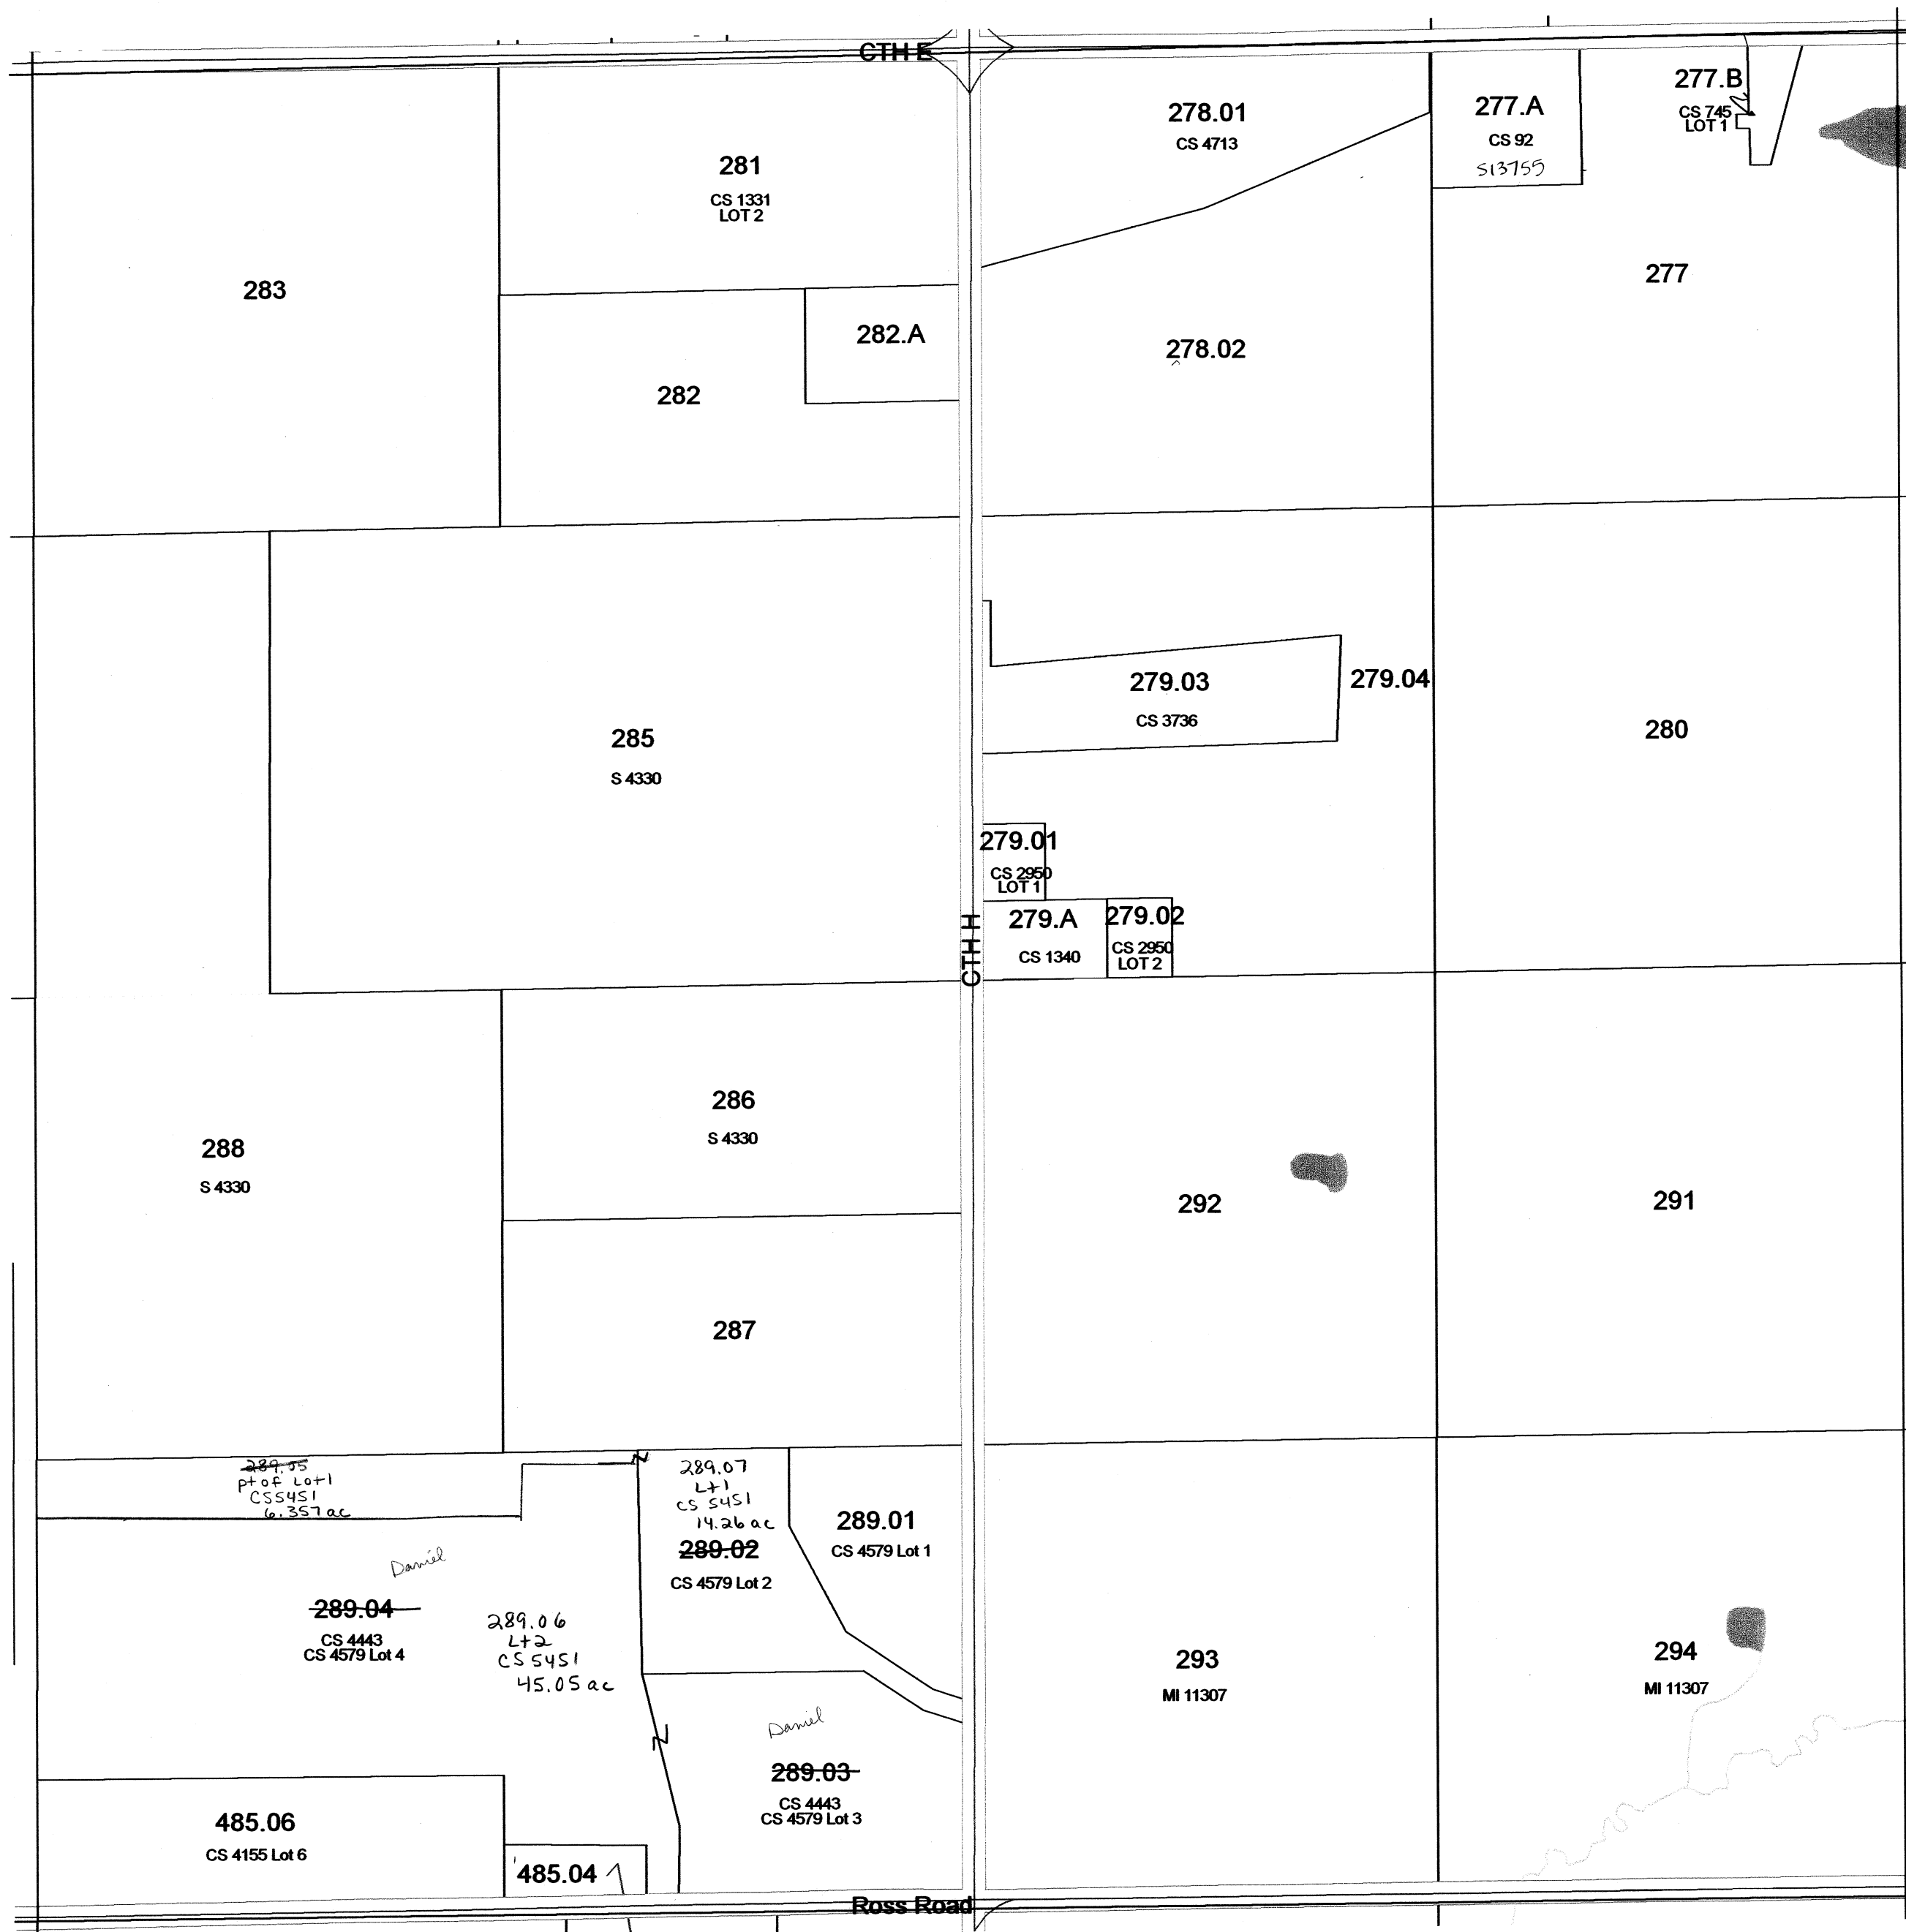 CTH E
278.01
CS 4713
277.A
CS 92
S13755
277.B
CS 745
LOT 1
281
CS 1331
LOT 2
283
277
282.A
282
278.02
285
S 4330
279.03
CS 3736
279.04
280
279.01
CS 2950
LOT 1
279.A
CS 1340
279.02
CS 2950
LOT 2
CTH H
286
S 4330
288
S 4330
292
291
287
289.05
pt of Lot 1
CS5451
6.357 ac
289.07
Lt 1
CS 5451
14.26 ac
289.02
CS 4579 Lot 2
289.01
CS 4579 Lot 1
Daniel
289.04
CS 4443
CS 4579 Lot 4
289.06
Lt 2
CS 5451
45.05 ac
293
MI 11307
294
MI 11307
Daniel
289.03
CS 4443
CS 4579 Lot 3
485.06
CS 4155 Lot 6
485.04
Ross Road